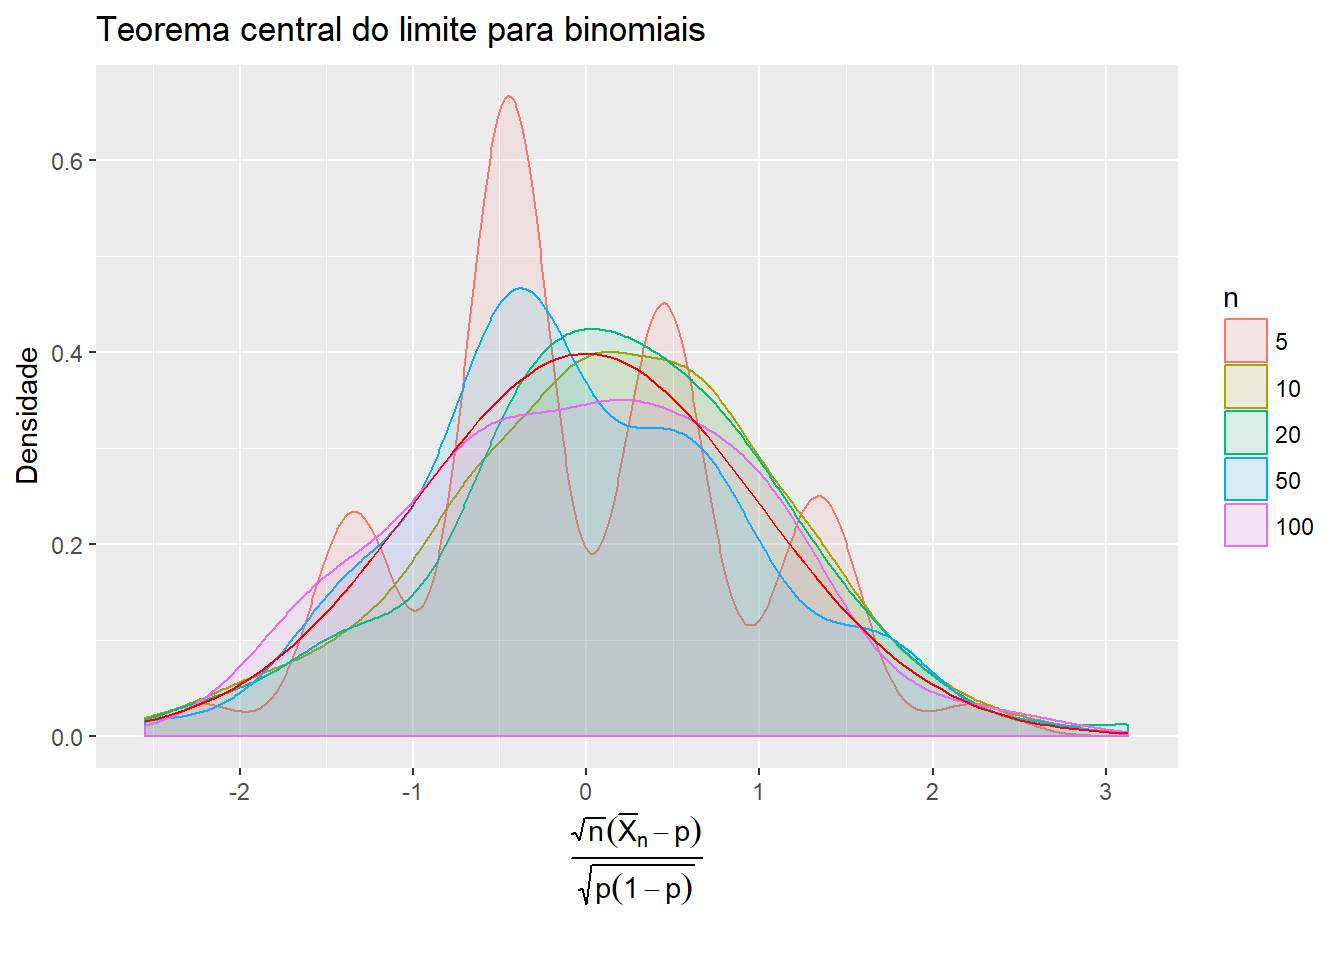 Teorema central do limite para binomiais
Densidade
0.6
0.4
0.2
0.0
-2 -1 0 1 2 3
√n(X̅ₙ − p)
√p(1 − p)
n
5
10
20
50
100